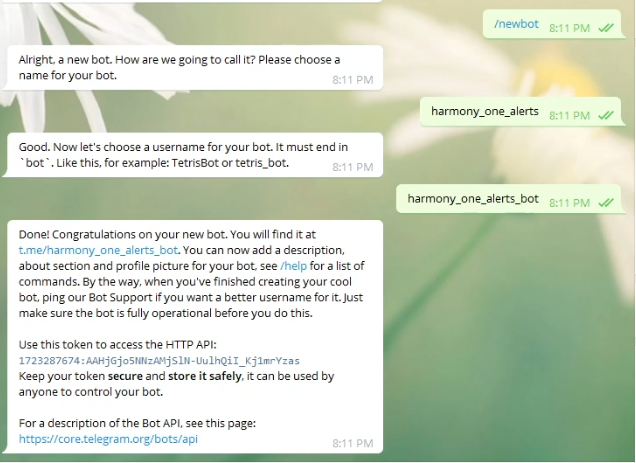 /newbot
8:11 PM
Alright, a new bot. How are we going to call it? Please choose a
name for your bot.
8:11 PM
harmony_one_alerts
8:11 PM
Good. Now let's choose a username for your bot. It must end in
`bot`. Like this, for example: TetrisBot or tetris_bot.
8:11 PM
harmony_one_alerts_bot
8:11 PM
Done! Congratulations on your new bot. You will find it at
t.me/harmony_one_alerts_bot. You can now add a description,
about section and profile picture for your bot, see /help for a list of
commands. By the way, when you've finished creating your cool
bot, ping our Bot Support if you want a better username for it. Just
make sure the bot is fully operational before you do this.
Use this token to access the HTTP API:
1723287674:AAHjGjo5NNzAMjSlN-UulhQiI_Kj1mrYzas
Keep your token secure and store it safely, it can be used by
anyone to control your bot.
For a description of the Bot API, see this page:
https://core.telegram.org/bots/api
8:11 PM